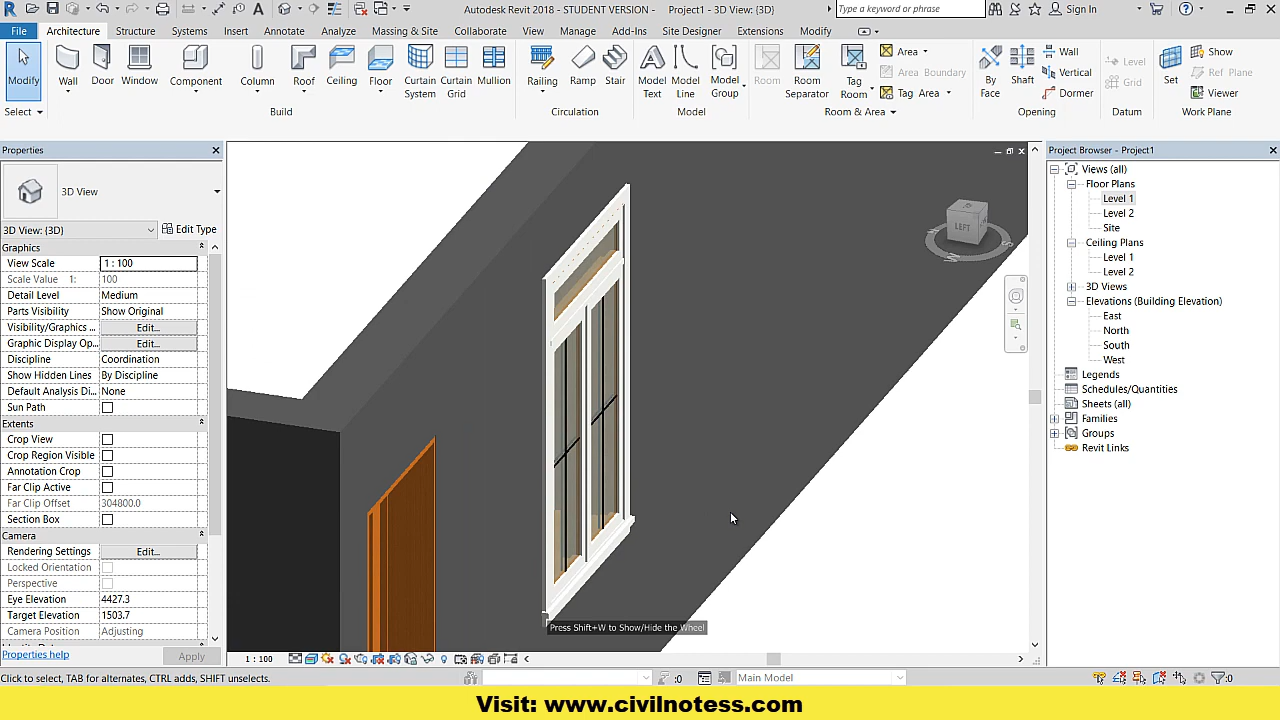 Autodesk Revit 2018 - STUDENT VERSION - Project1 - 3D View: {3D}
Type a keyword or phrase
Sign In
File Architecture Structure Systems Insert Annotate Analyze Massing & Site Collaborate View Manage Add-Ins Site Designer Extensions Modify
Modify Wall Door Window Component Column Roof Ceiling Floor Curtain System Curtain Grid Mullion Railing Ramp Stair Model Text Model Line Model Group Room Room Separator Tag Room By Face Shaft Set
Area Wall Level Show
Area Boundary Vertical Grid Ref Plane
Tag Area Dormer Viewer
Select Build Circulation Model Room & Area Opening Datum Work Plane
Properties
3D View
3D View: {3D} Edit Type
Graphics
View Scale 1 : 100
Scale Value 1: 100
Detail Level Medium
Parts Visibility Show Original
Visibility/Graphics ... Edit...
Graphic Display Op... Edit...
Discipline Coordination
Show Hidden Lines By Discipline
Default Analysis Di... None
Sun Path
Extents
Crop View
Crop Region Visible
Annotation Crop
Far Clip Active
Far Clip Offset 304800.0
Section Box
Camera
Rendering Settings Edit...
Locked Orientation
Perspective
Eye Elevation 4427.3
Target Elevation 1503.7
Camera Position Adjusting
Properties help Apply
LEFT
Press Shift+W to Show/Hide the Wheel
1 : 100
Project Browser - Project1
Views (all)
Floor Plans
Level 1
Level 2
Site
Ceiling Plans
Level 1
Level 2
3D Views
Elevations (Building Elevation)
East
North
South
West
Legends
Schedules/Quantities
Sheets (all)
Families
Groups
Revit Links
Click to select, TAB for alternates, CTRL adds, SHIFT unselects.
:0
Main Model
:0
Visit: www.civilnotess.com